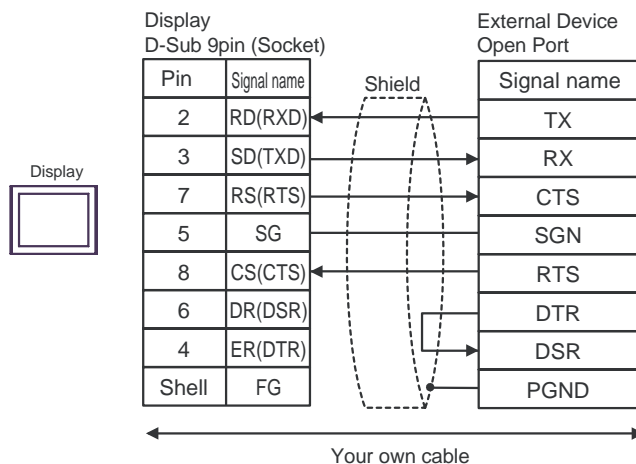 Display
D-Sub 9pin (Socket)
External Device
Open Port
Pin Signal name Shield Signal name
2 RD(RXD) TX
3 SD(TXD) RX
Display
7 RS(RTS) CTS
5 SG SGN
8 CS(CTS) RTS
6 DR(DSR) DTR
4 ER(DTR) DSR
Shell FG PGND
Your own cable